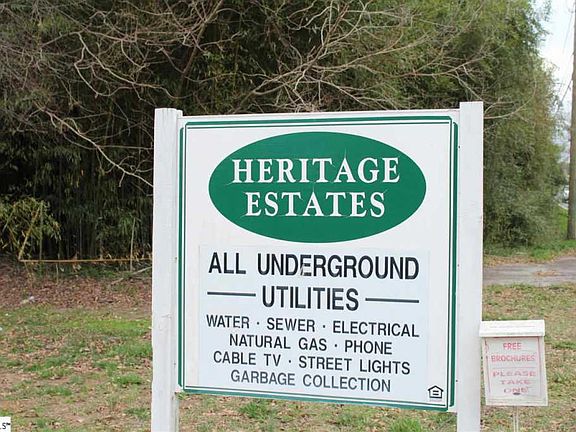 HERITAGE
ESTATES
ALL UNDERGROUND
UTILITIES
WATER · SEWER · ELECTRICAL
NATURAL GAS · PHONE
CABLE TV · STREET LIGHTS
GARBAGE COLLECTION
FREE
BROCHURES
PLEASE
TAKE
ONE